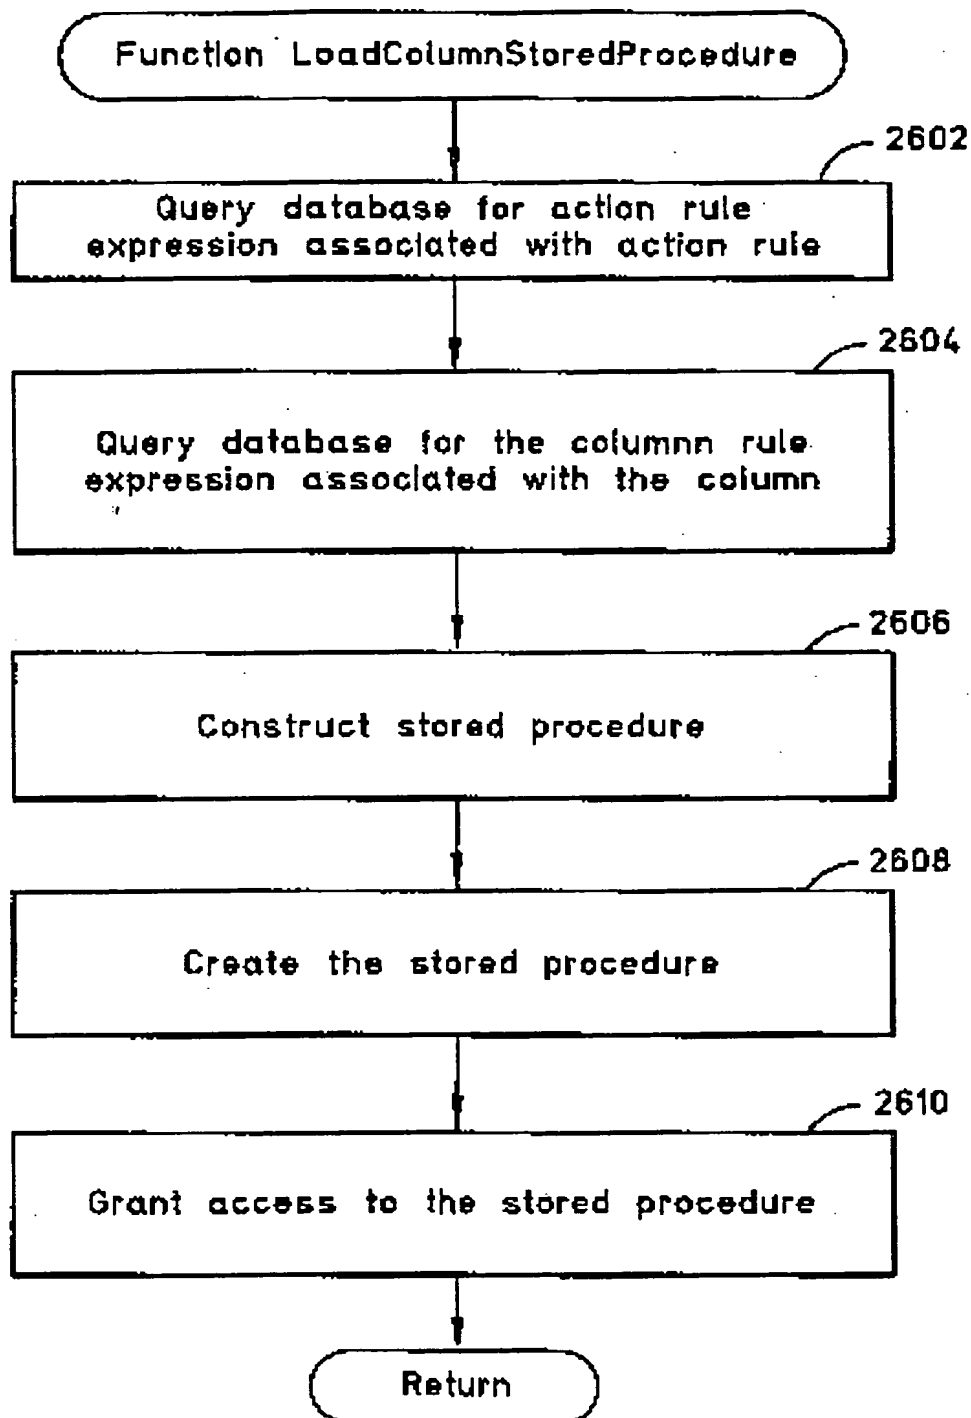 Function LoadColumnStoredProcedure
2602
Query database for action rule
expression associated with action rule
2604
Query database for the columnn rule
expression associated with the column
2606
Construct stored procedure
2608
Create the stored procedure
2610
Grant access to the stored procedure
Return